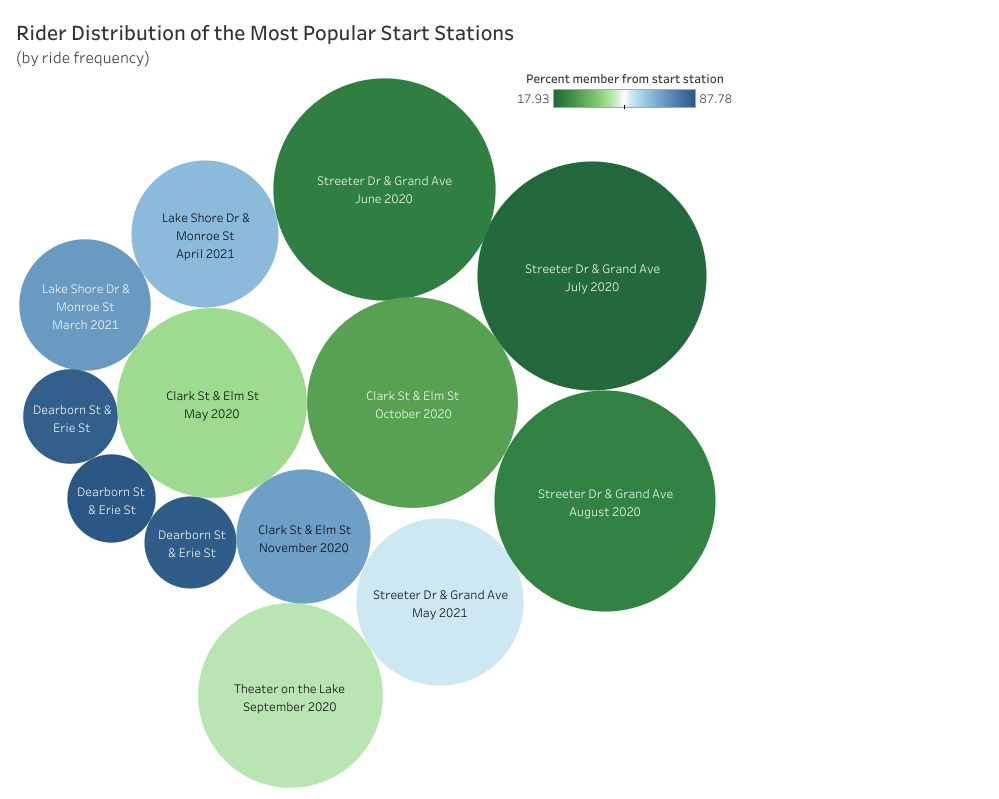 Rider Distribution of the Most Popular Start Stations
(by ride frequency)
Percent member from start station
17.93
87.78
Streeter Dr & Grand Ave
June 2020
Lake Shore Dr &
Monroe St
April 2021
Streeter Dr & Grand Ave
July 2020
Lake Shore Dr &
Monroe St
March 2021
Clark St & Elm St
May 2020
Clark St & Elm St
October 2020
Dearborn St &
Erie St
Dearborn St
& Erie St
Streeter Dr & Grand Ave
August 2020
Dearborn St
& Erie St
Clark St & Elm St
November 2020
Streeter Dr & Grand Ave
May 2021
Theater on the Lake
September 2020